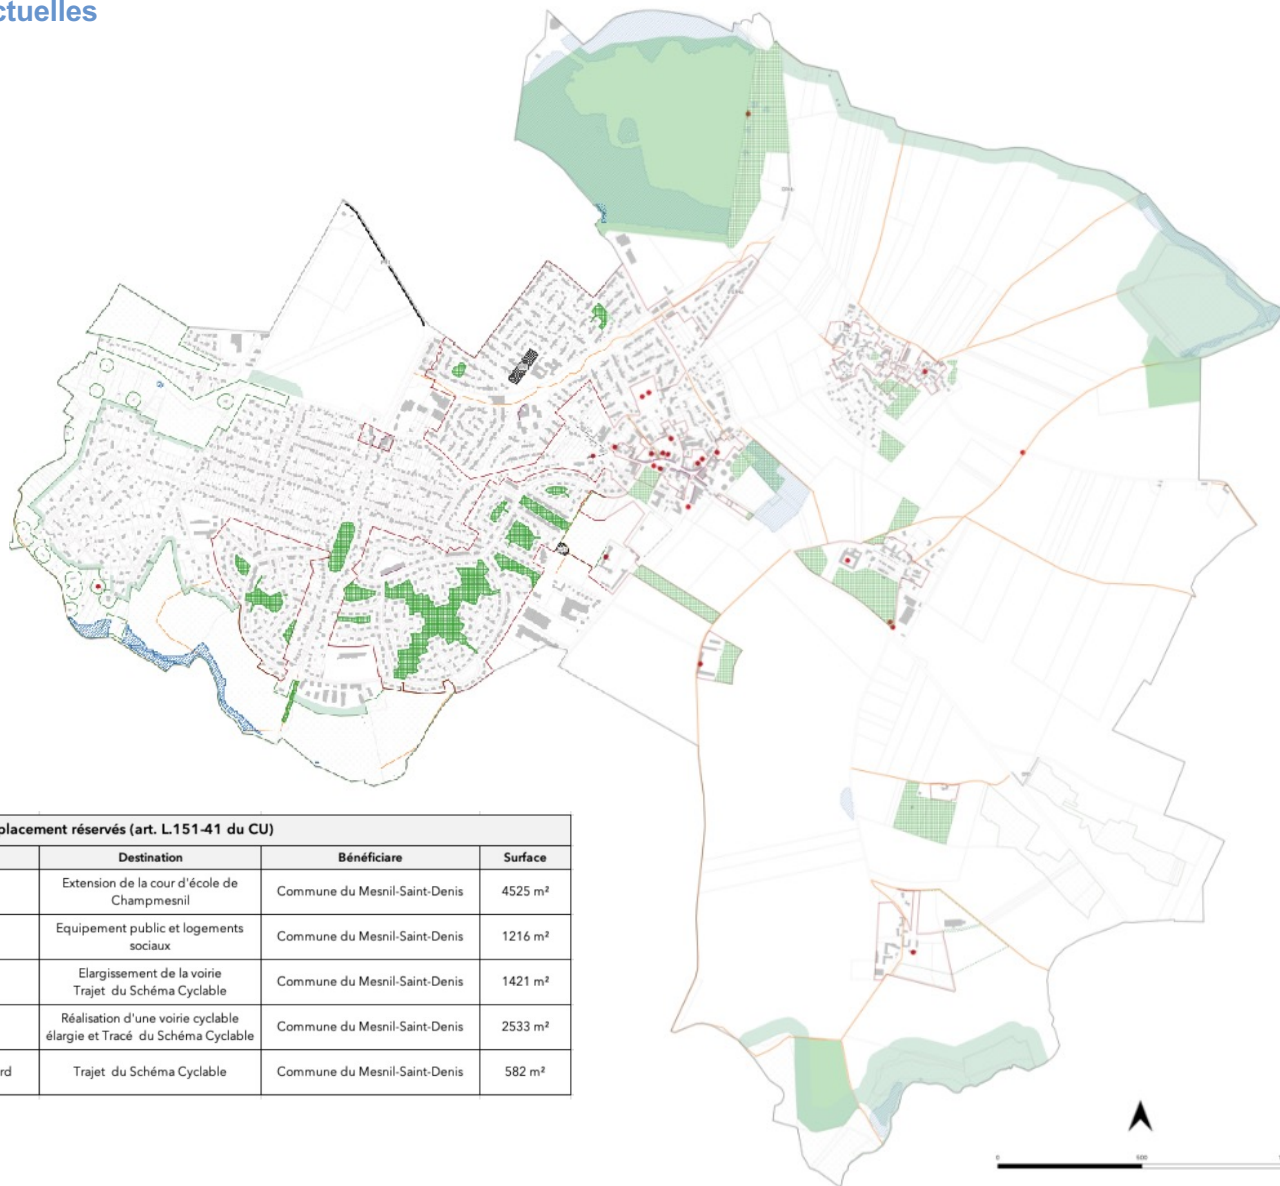 ctuelles
placement réservés (art. L.151-41 du CU)
Destination Bénéficiare Surface
Extension de la cour d'école de
Champmesnil
Commune du Mesnil-Saint-Denis 4525 m²
Equipement public et logements
sociaux
Commune du Mesnil-Saint-Denis 1216 m²
Elargissement de la voirie
Trajet du Schéma Cyclable
Commune du Mesnil-Saint-Denis 1421 m²
Réalisation d'une voirie cyclable
élargie et Tracé du Schéma Cyclable
Commune du Mesnil-Saint-Denis 2533 m²
rd Trajet du Schéma Cyclable Commune du Mesnil-Saint-Denis 582 m²
0 500